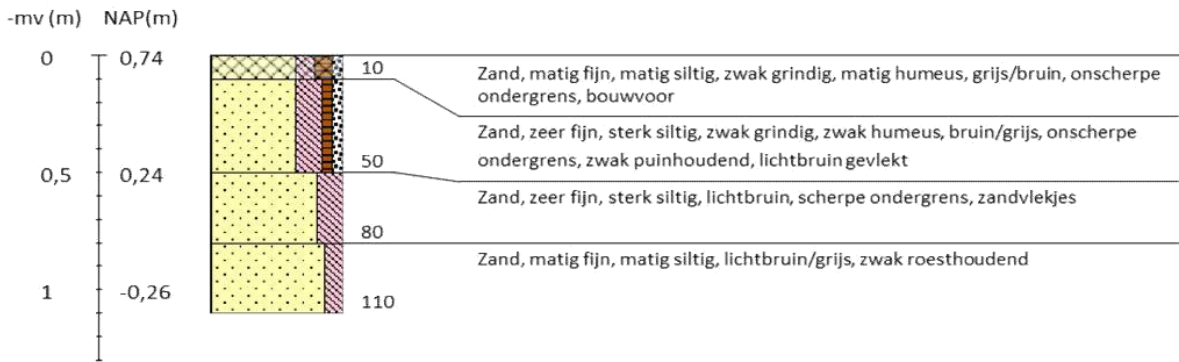 -mv (m) NAP(m)
0 0,74
10
Zand, matig fijn, matig siltig, zwak grindig, matig humeus, grijs/bruin, onscherpe
ondergrens, bouwvoor
Zand, zeer fijn, sterk siltig, zwak grindig, zwak humeus, bruin/grijs, onscherpe
ondergrens, zwak puinhoudend, lichtbruin gevlekt
50
0,5 0,24
Zand, zeer fijn, sterk siltig, lichtbruin, scherpe ondergrens, zandvlekjes
80
Zand, matig fijn, matig siltig, lichtbruin/grijs, zwak roesthoudend
1 -0,26
110